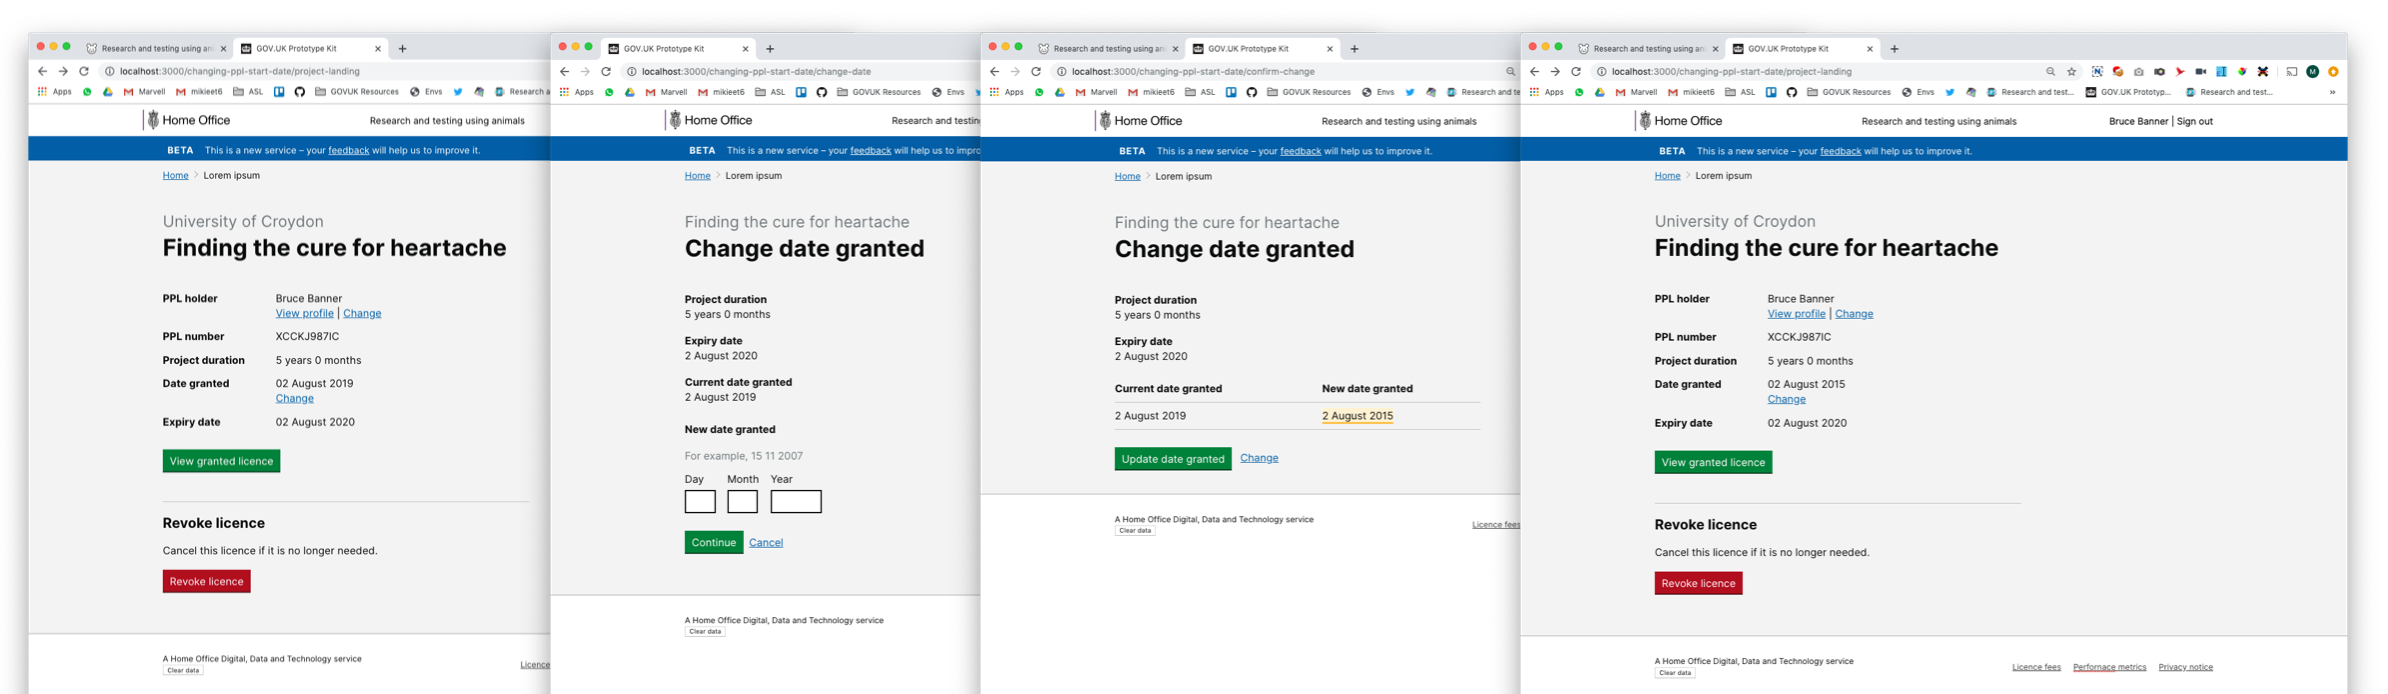 Research and testing using an
GOV.UK Prototype Kit
localhost:3000/changing-ppl-start-date/project-landing
Apps
Marvell
mikieet6
ASL
GOVUK Resources
Envs
Research a
Home Office
Research and testing using animals
BETA This is a new service – your feedback will help us to improve it.
Home > Lorem ipsum
University of Croydon
Finding the cure for heartache
PPL holder Bruce Banner
View profile | Change
PPL number XCCKJ987IC
Project duration 5 years 0 months
Date granted 02 August 2019
Change
Expiry date 02 August 2020
View granted licence
Revoke licence
Cancel this licence if it is no longer needed.
Revoke licence
A Home Office Digital, Data and Technology service
Clear data
Licence
GOV.UK Prototype Kit
localhost:3000/changing-ppl-start-date/change-date
Apps
Marvell
mikieet6
ASL
GOVUK Resources
Envs
Home Office
Research and testing
BETA This is a new service – your feedback will help us to impro
Home > Lorem ipsum
Finding the cure for heartache
Change date granted
Project duration
5 years 0 months
Expiry date
2 August 2020
Current date granted
2 August 2019
New date granted
For example, 15 11 2007
Day Month Year
Continue Cancel
A Home Office Digital, Data and Technology service
Clear data
Research and testing using an
GOV.UK Prototype Kit
localhost:3000/changing-ppl-start-date/confirm-change
Apps
Marvell
mikieet6
ASL
GOVUK Resources
Envs
Research and te
Home Office
Research and testing using animals
BETA This is a new service – your feedback will help us to improve it.
Home > Lorem ipsum
Finding the cure for heartache
Change date granted
Project duration
5 years 0 months
Expiry date
2 August 2020
Current date granted New date granted
2 August 2019 2 August 2015
Update date granted Change
A Home Office Digital, Data and Technology service
Clear data
Licence fees
Research and testing using an
GOV.UK Prototype Kit
localhost:3000/changing-ppl-start-date/project-landing
M
Apps
Marvell
mikieet6
ASL
GOVUK Resources
Envs
Research and test...
GOV.UK Prototyp...
Research and test...
Home Office
Research and testing using animals
Bruce Banner | Sign out
BETA This is a new service – your feedback will help us to improve it.
Home > Lorem ipsum
University of Croydon
Finding the cure for heartache
PPL holder Bruce Banner
View profile | Change
PPL number XCCKJ987IC
Project duration 5 years 0 months
Date granted 02 August 2015
Change
Expiry date 02 August 2020
View granted licence
Revoke licence
Cancel this licence if it is no longer needed.
Revoke licence
A Home Office Digital, Data and Technology service
Clear data
Licence fees Perfornace metrics Privacy notice